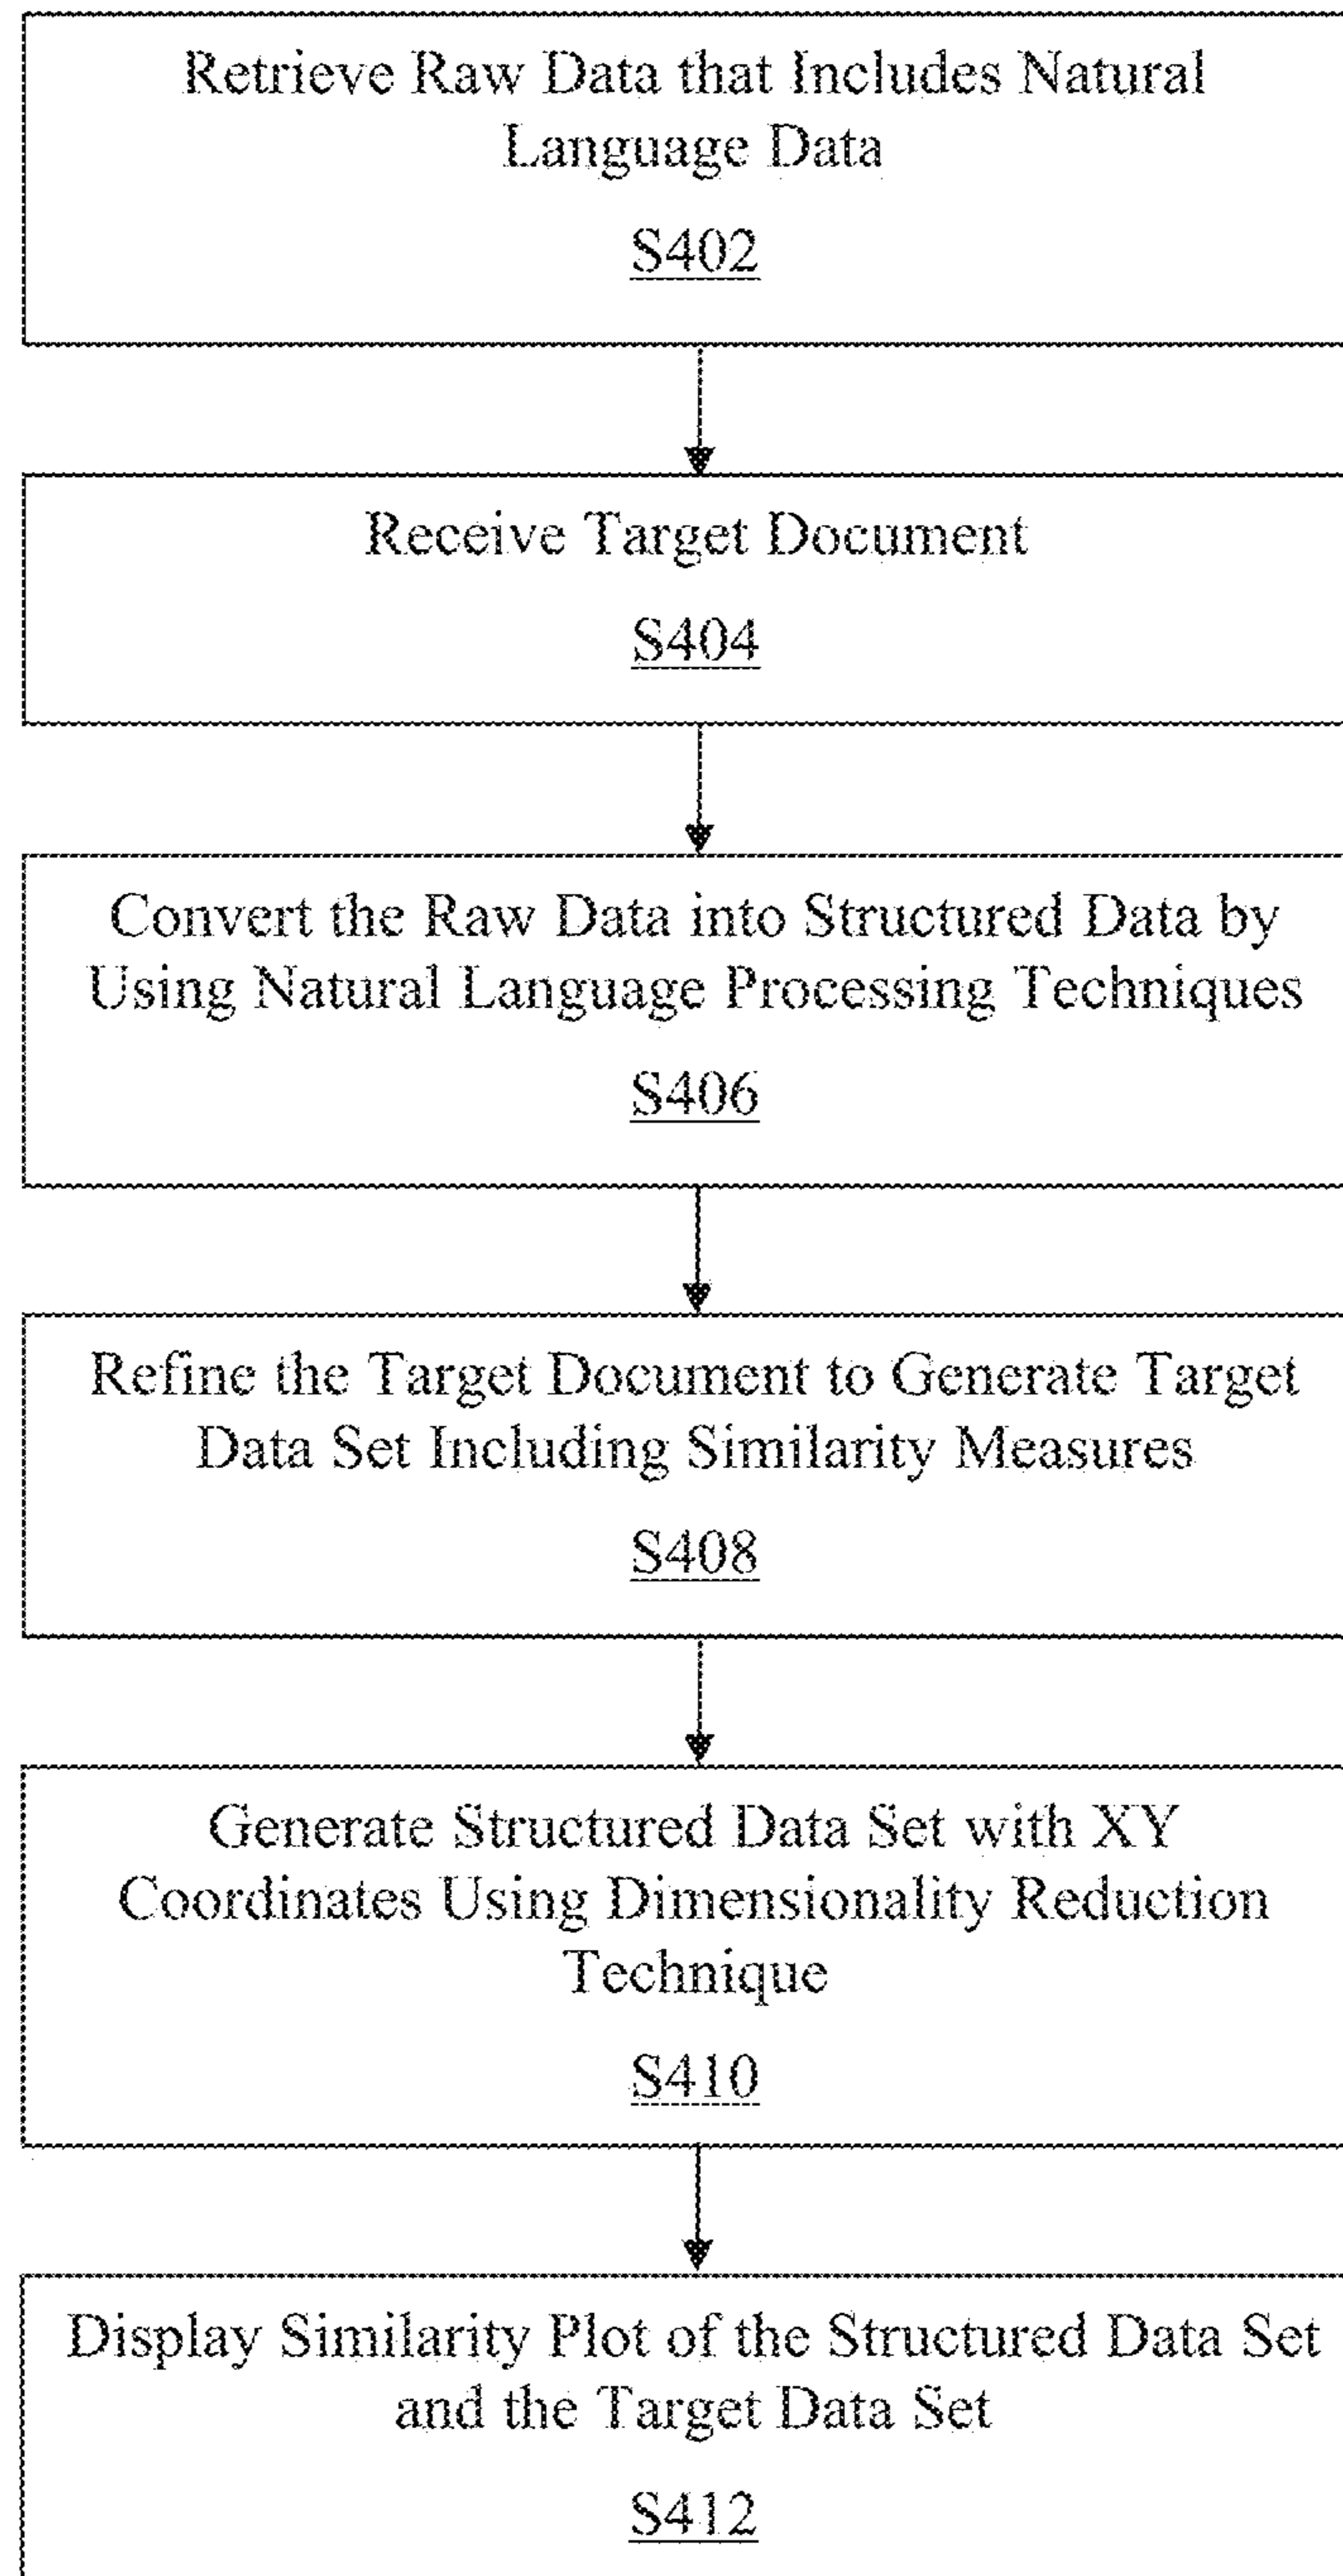 Retrieve Raw Data that Includes Natural
Language Data
S402
Receive Target Document
S404
Convert the Raw Data into Structured Data by
Using Natural Language Processing Techniques
S406
Refine the Target Document to Generate Target
Data Set Including Similarity Measures
S408
Generate Structured Data Set with XY
Coordinates Using Dimensionality Reduction
Technique
S410
Display Similarity Plot of the Structured Data Set
and the Target Data Set
S412